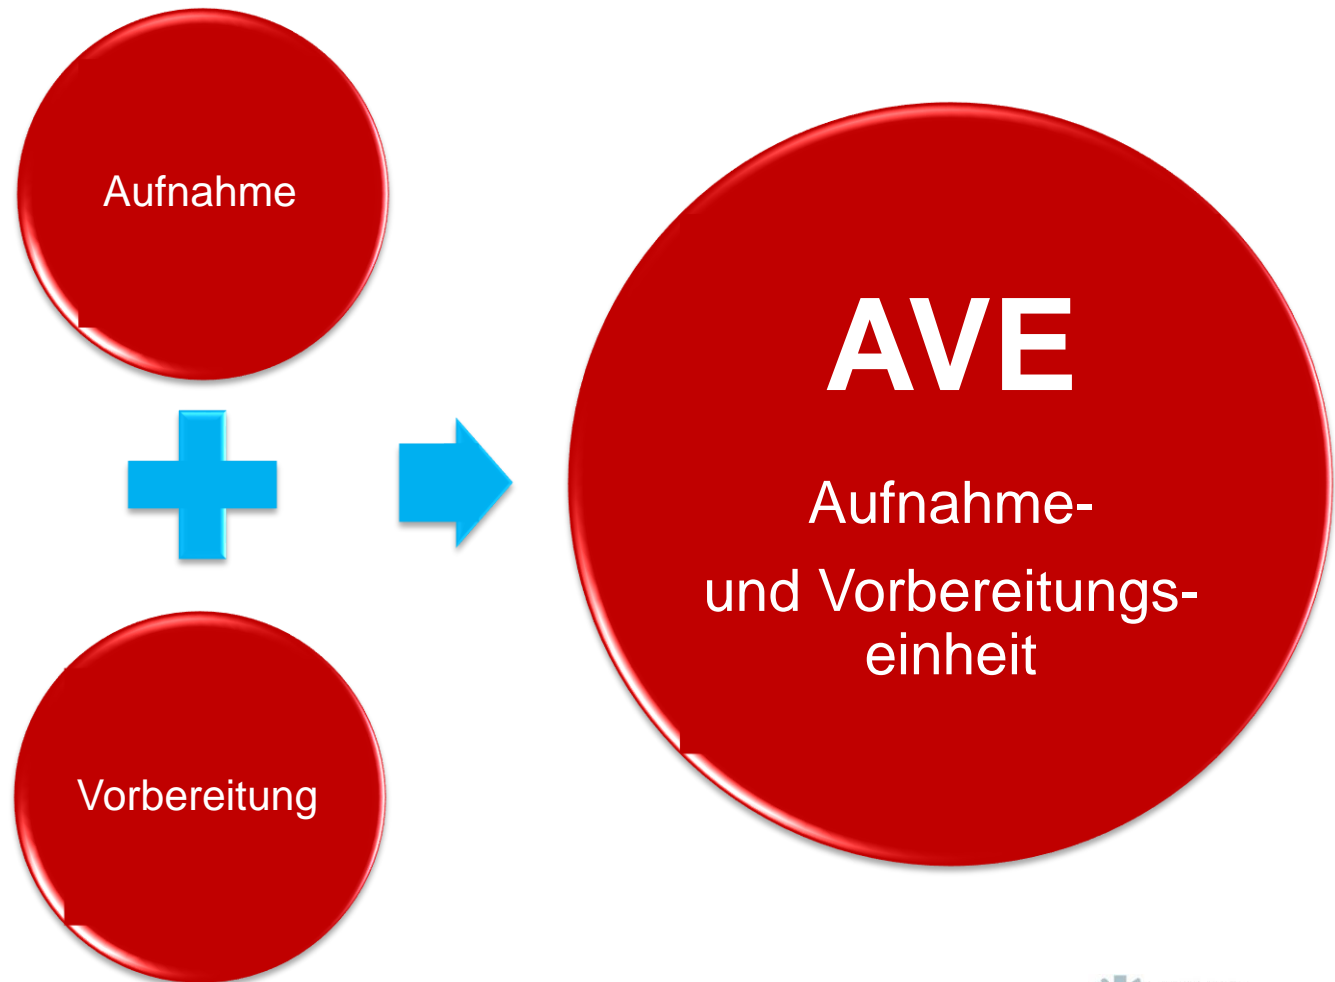 Aufnahme
Vorbereitung
AVE
Aufnahme-
und Vorbereitungs-
einheit